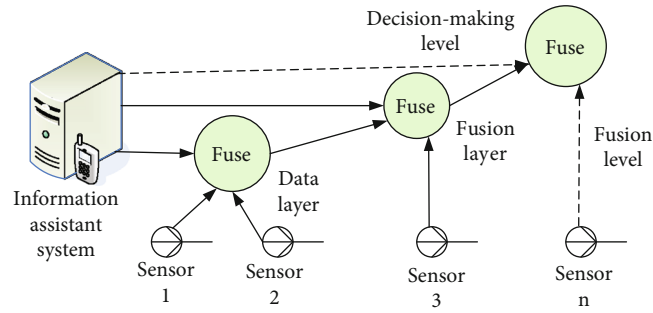 Decision-making
level
Fuse
Fuse
Fusion
layer
Fusion
level
Fuse
Data
layer
Information
assistant
system
Sensor
1
Sensor
2
Sensor
3
Sensor
n